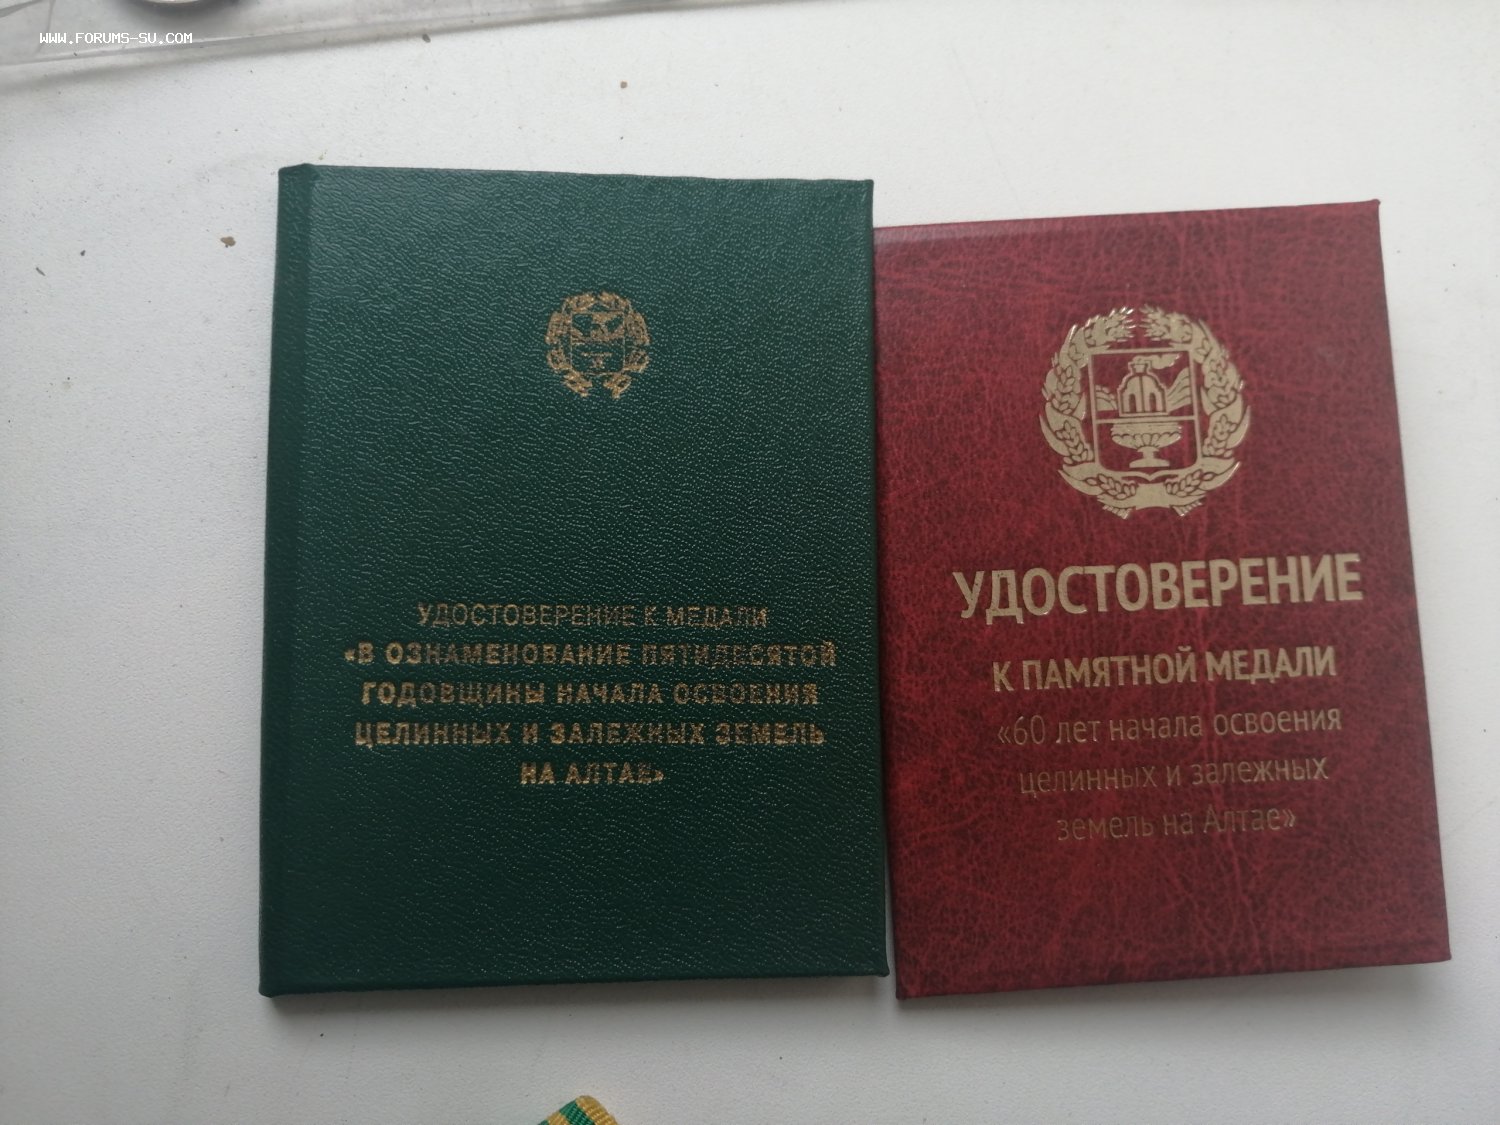 WWW.FORUMS-SU.COM
УДОСТОВЕРЕНИЕ К МЕДАЛИ
«В ОЗНАМЕНОВАНИЕ ПЯТИДЕСЯТОЙ
ГОДОВЩИНЫ НАЧАЛА ОСВОЕНИЯ
ЦЕЛИННЫХ И ЗАЛЕЖНЫХ ЗЕМЕЛЬ
НА АЛТАЕ»
УДОСТОВЕРЕНИЕ
К ПАМЯТНОЙ МЕДАЛИ
«60 лет начала освоения
целинных и залежных
земель на Алтае»